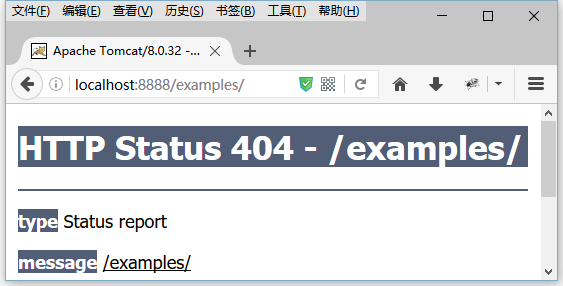 文件(F) 编辑(E) 查看(V) 历史(S) 书签(B) 工具(T) 帮助(H)
Apache Tomcat/8.0.32 -...
localhost:8888/examples/
HTTP Status 404 - /examples/
type Status report
message /examples/